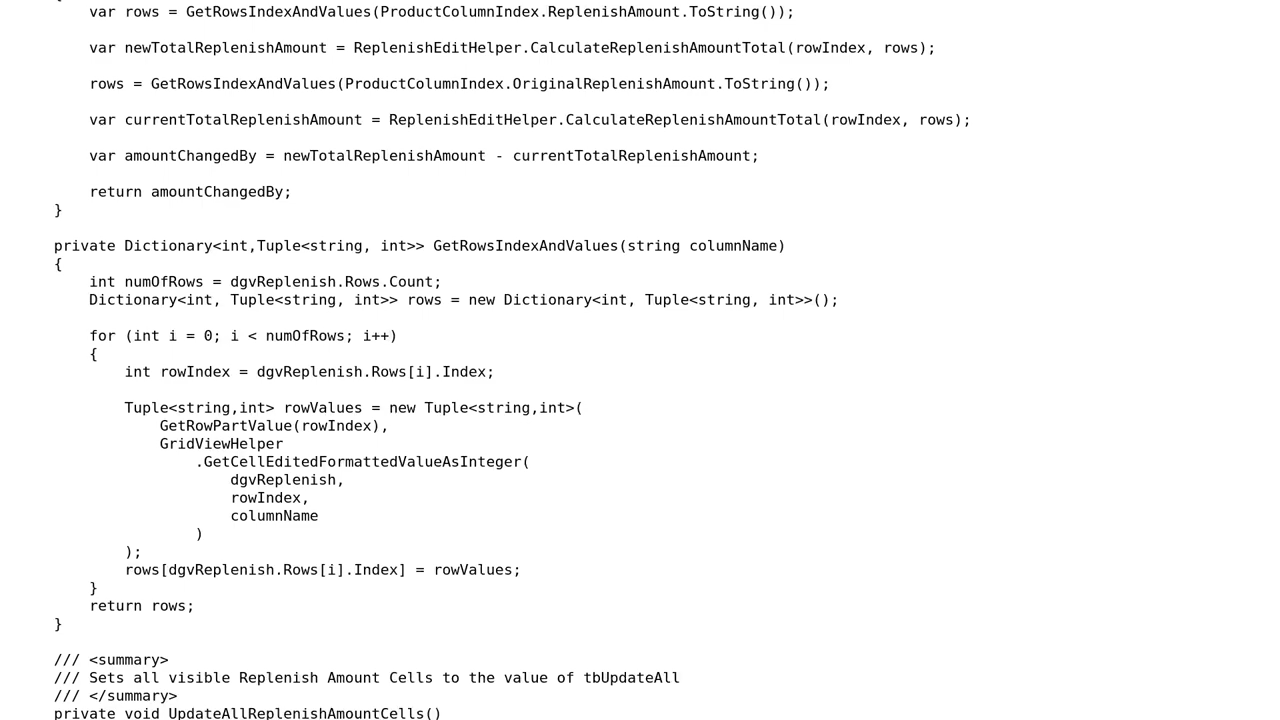 var rows = GetRowsIndexAndValues(ProductColumnIndex.ReplenishAmount.ToString());
var newTotalReplenishAmount = ReplenishEditHelper.CalculateReplenishAmountTotal(rowIndex, rows);
rows = GetRowsIndexAndValues(ProductColumnIndex.OriginalReplenishAmount.ToString());
var currentTotalReplenishAmount = ReplenishEditHelper.CalculateReplenishAmountTotal(rowIndex, rows);
var amountChangedBy = newTotalReplenishAmount - currentTotalReplenishAmount;
return amountChangedBy;
}
private Dictionary<int,Tuple<string, int>> GetRowsIndexAndValues(string columnName)
{
int numOfRows = dgvReplenish.Rows.Count;
Dictionary<int, Tuple<string, int>> rows = new Dictionary<int, Tuple<string, int>>();
for (int i = 0; i < numOfRows; i++)
{
int rowIndex = dgvReplenish.Rows[i].Index;
Tuple<string,int> rowValues = new Tuple<string,int>(
GetRowPartValue(rowIndex),
GridViewHelper
.GetCellEditedFormattedValueAsInteger(
dgvReplenish,
rowIndex,
columnName
)
);
rows[dgvReplenish.Rows[i].Index] = rowValues;
}
return rows;
}
/// <summary>
/// Sets all visible Replenish Amount Cells to the value of tbUpdateAll
/// </summary>
private void UpdateAllReplenishAmountCells()